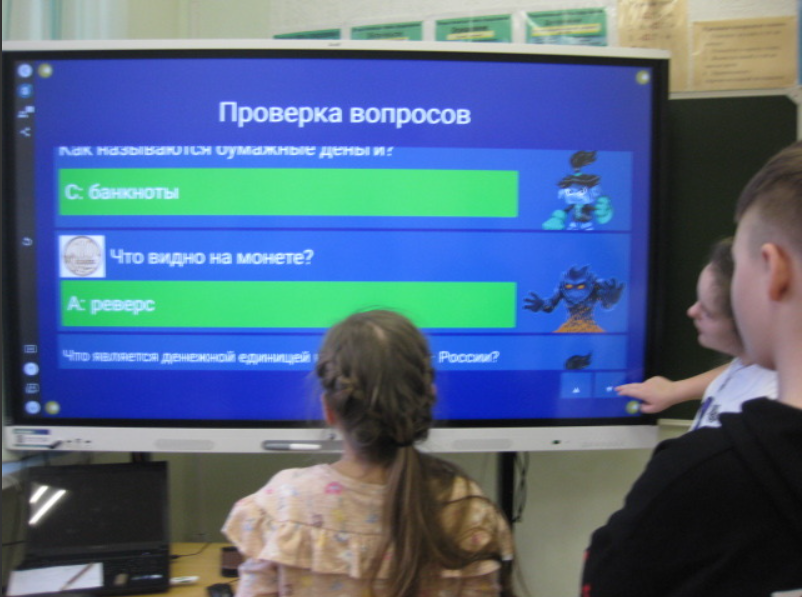 Проверка вопросов
Как называются бумажные деньги?
C: банкноты
Что видно на монете?
A: реверс
Что является денежной единицей
России?